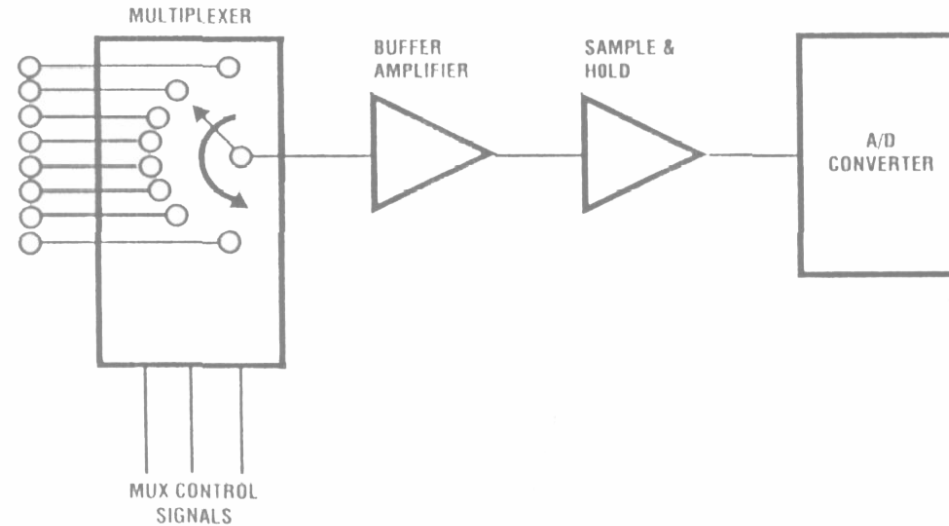 MULTIPLEXER
BUFFER
AMPLIFIER
SAMPLE &
HOLD
A/D
CONVERTER
MUX CONTROL
SIGNALS